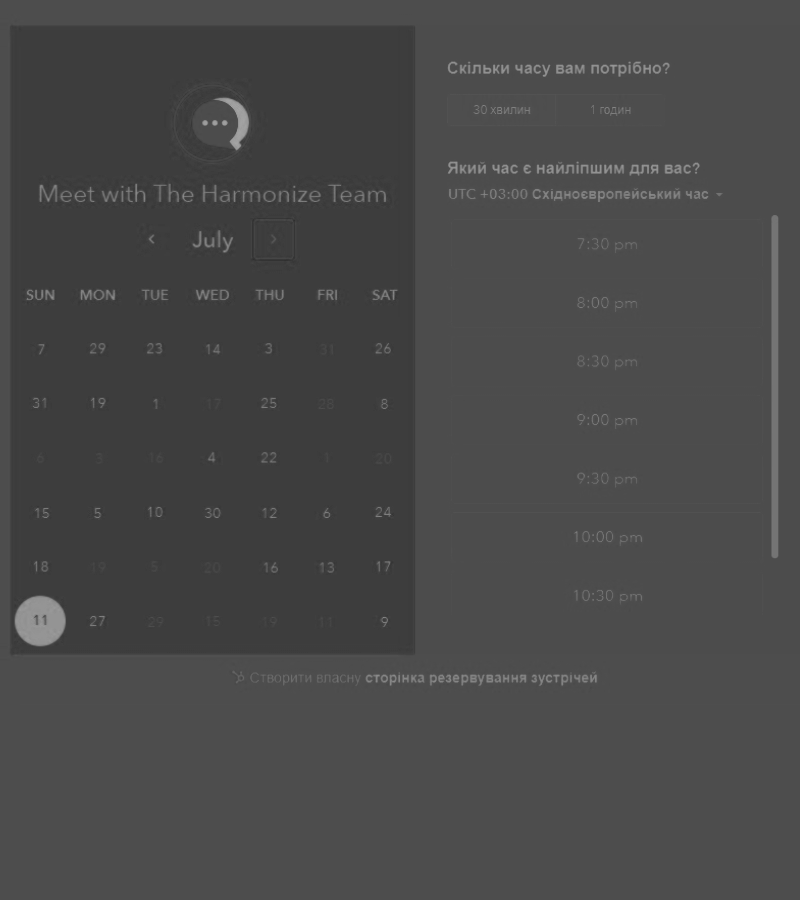 Meet with The Harmonize Team
July
SUN MON TUE WED THU FRI SAT
7 29 23 14 3 31 26
31 19 1 17 25 28 8
6 3 16 4 22 1 20
15 5 10 30 12 6 24
18 19 5 20 16 13 17
11 27 29 15 19 11 9
Скільки часу вам потрібно?
30 хвилин 1 годин
Який час є найліпшим для вас?
UTC +03:00 Східноєвропейський час
7:30 pm
8:00 pm
8:30 pm
9:00 pm
9:30 pm
10:00 pm
10:30 pm
Створити власну сторінка резервування зустрічей